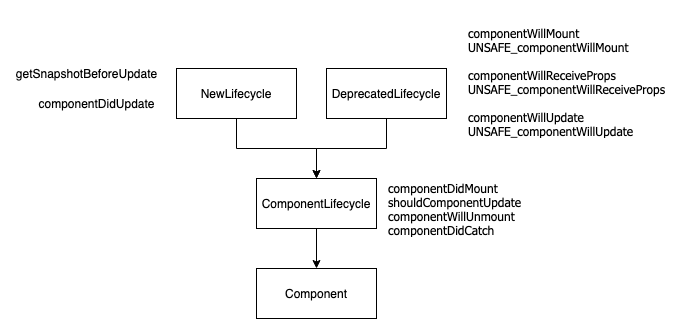 componentWillMount
UNSAFE_componentWillMount
getSnapshotBeforeUpdate
componentDidUpdate
NewLifecycle
DeprecatedLifecycle
componentWillReceiveProps
UNSAFE_componentWillReceiveProps
componentWillUpdate
UNSAFE_componentWillUpdate
ComponentLifecycle
componentDidMount
shouldComponentUpdate
componentWillUnmount
componentDidCatch
Component